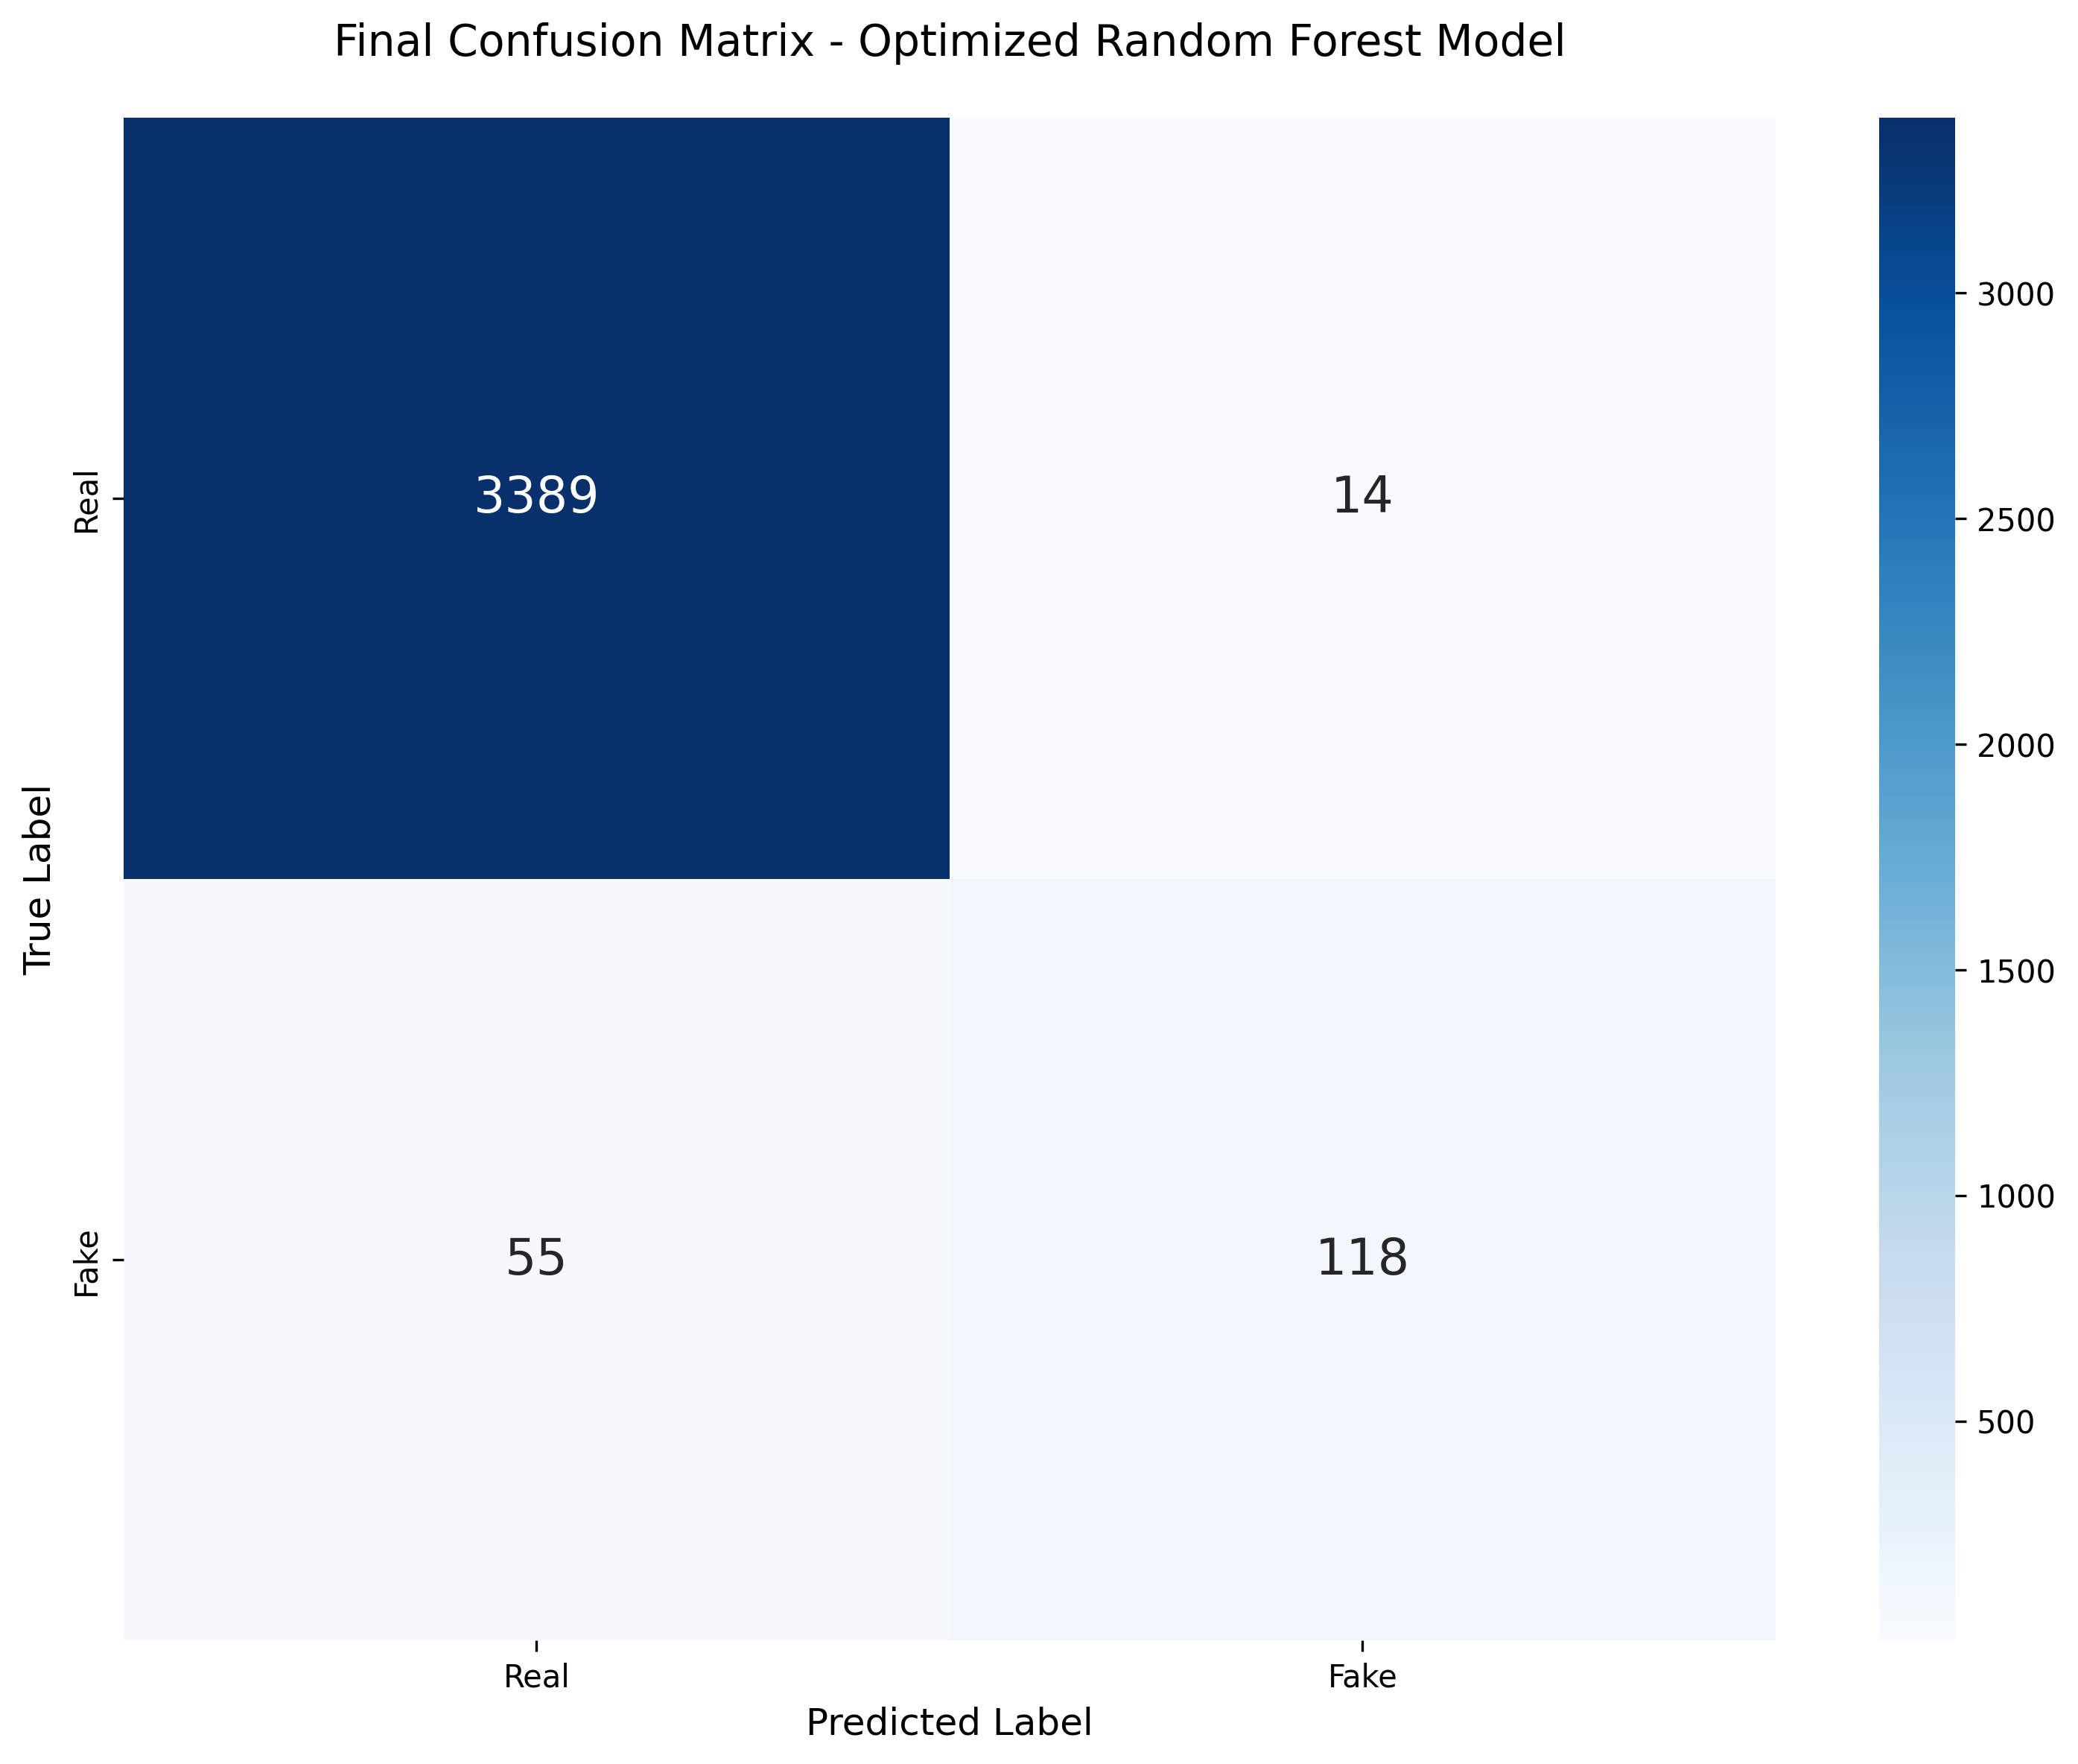 Final Confusion Matrix - Optimized Random Forest Model
True Label
Real
Fake
3389
14
55
118
Real
Fake
Predicted Label
3000
2500
2000
1500
1000
500